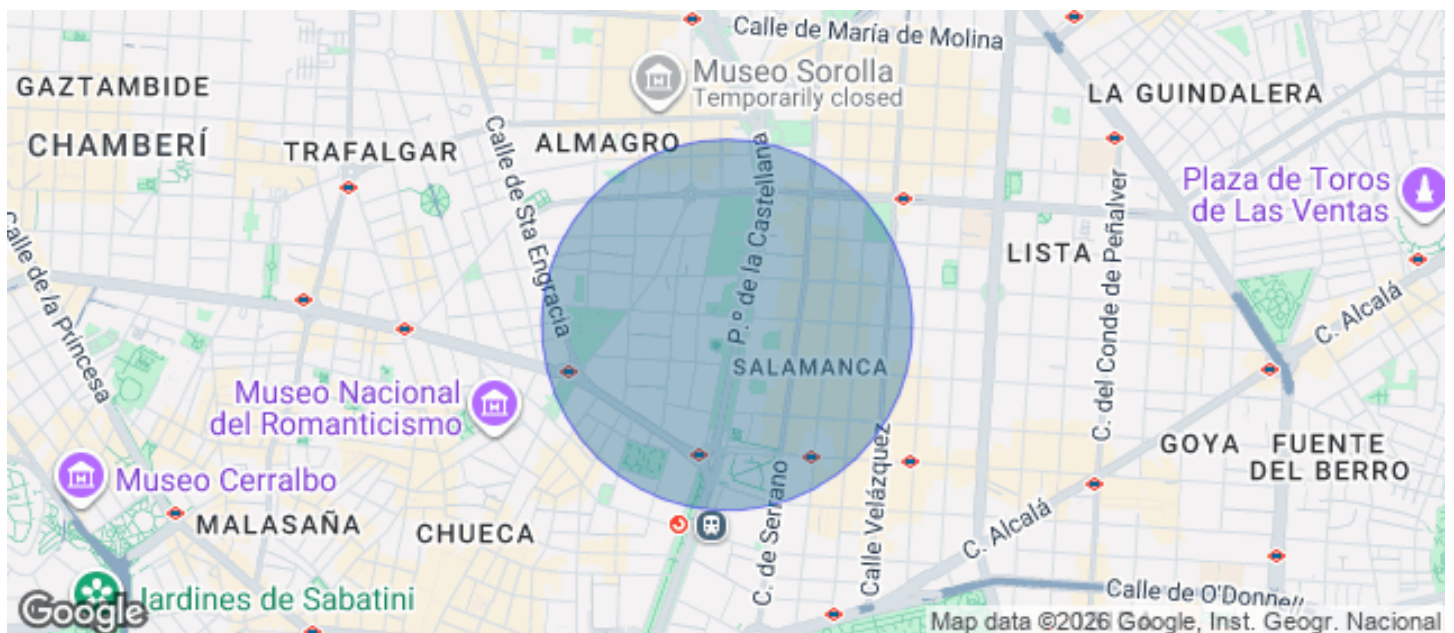 Calle de María de Molina
GAZTAMBIDE
Museo Sorolla
Temporarily closed
LA GUINDALERA
CHAMBERÍ
TRAFALGAR
ALMAGRO
Calle de Sta Engracia
P.º de la Castellana
Plaza de Toros
de Las Ventas
Calle de la Princesa
LISTA
C. del Conde de Peñalver
C. Alcalá
SALAMANCA
Museo Nacional
del Romanticismo
Calle Velázquez
GOYA
FUENTE
DEL BERRO
Museo Cerralbo
MALASAÑA
CHUECA
C. de Serrano
C. Alcalá
Jardines de Sabatini
Calle de O'Donnell
Google
Map data ©2026 Google, Inst. Geogr. Nacional